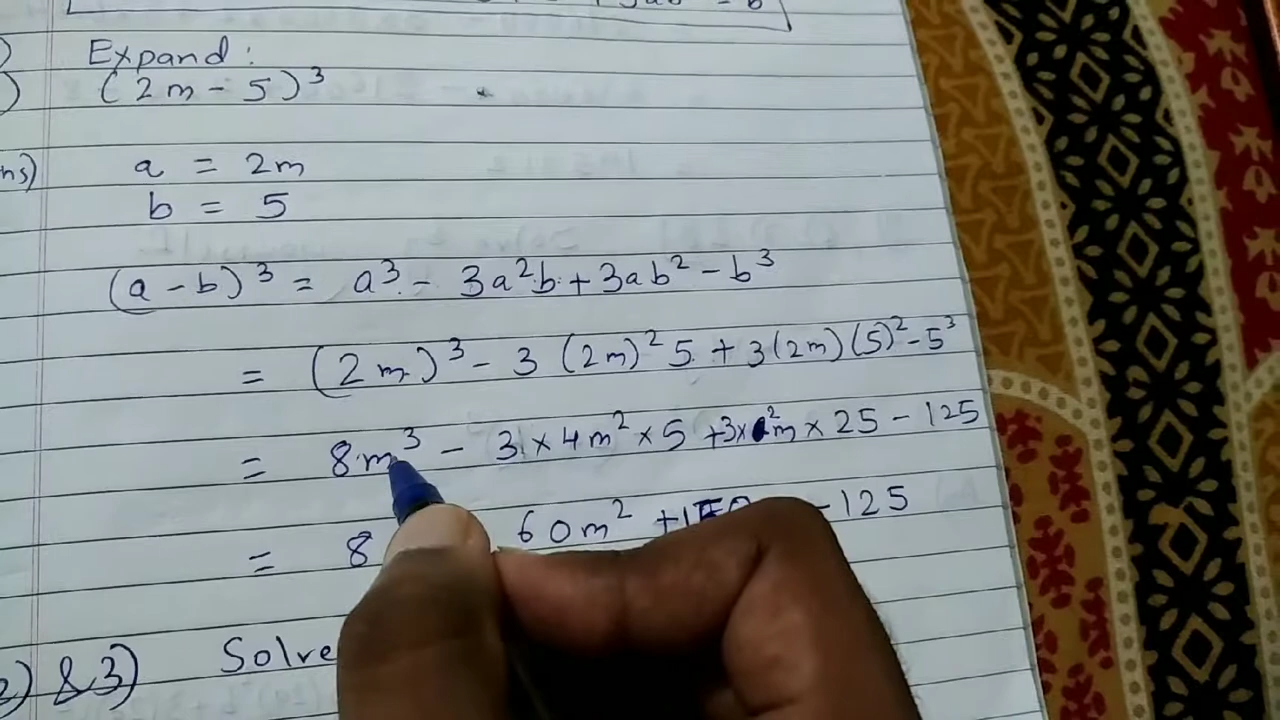 Expand :
(2m - 5)³
ns) a = 2m
b = 5
(a - b)³ = a³ - 3a²b + 3ab² - b³
= (2m)³ - 3 (2m)² 5 + 3(2m)(5)² - 5³
= 8m³ - 3 × 4m² × 5 + 3 × 2m × 25 - 125
= 8 60m² + 150 - 125
2) & 3) Solve